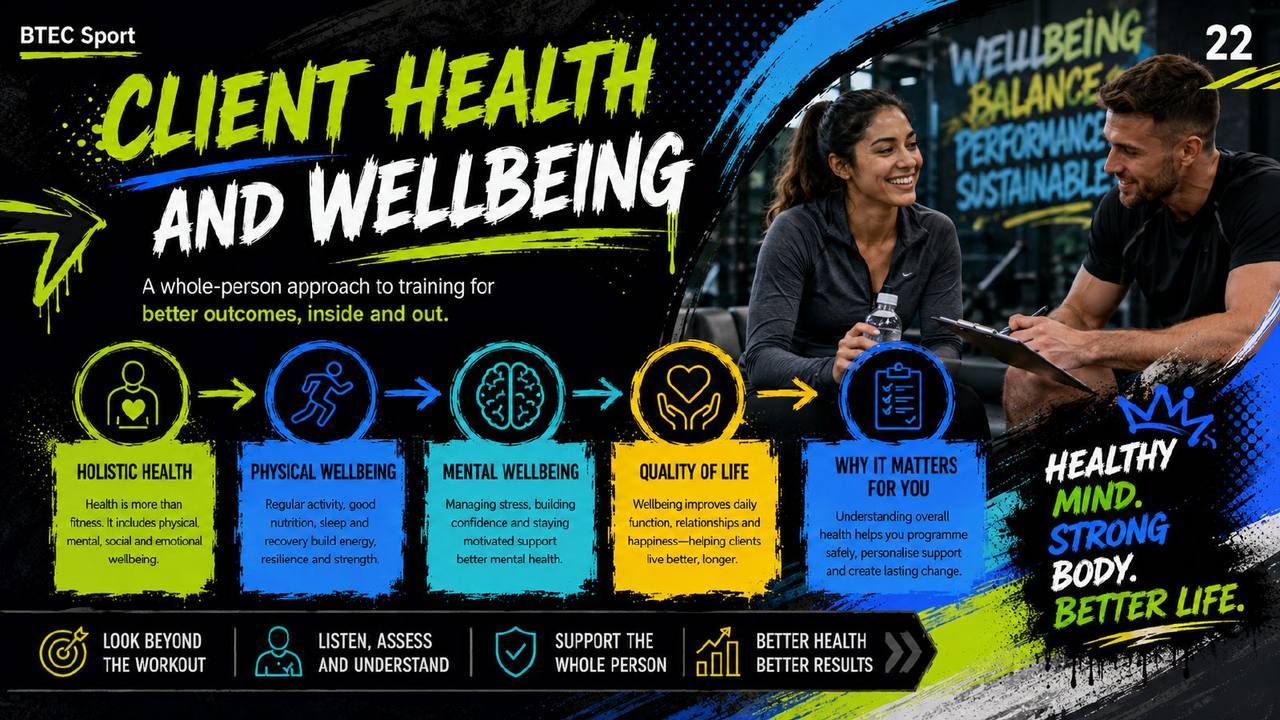 BTEC Sport
22
CLIENT HEALTH
AND WELLBEING
A whole-person approach to training for
better outcomes, inside and out.
WELLBEING
BALANCE
PERFORMANCE
SUSTAINABLE
HOLISTIC HEALTH
Health is more than
fitness. It includes physical,
mental, social and emotional
wellbeing.
PHYSICAL WELLBEING
Regular activity, good
nutrition, sleep and
recovery build energy,
resilience and strength.
MENTAL WELLBEING
Managing stress, building
confidence and staying
motivated support
better mental health.
QUALITY OF LIFE
Wellbeing improves daily
function, relationships and
happiness—helping clients
live better, longer.
WHY IT MATTERS
FOR YOU
Understanding overall
health helps you programme
safely, personalise support
and create lasting change.
HEALTHY
MIND.
STRONG
BODY.
BETTER LIFE.
LOOK BEYOND
THE WORKOUT
LISTEN, ASSESS
AND UNDERSTAND
SUPPORT THE
WHOLE PERSON
BETTER HEALTH
BETTER RESULTS